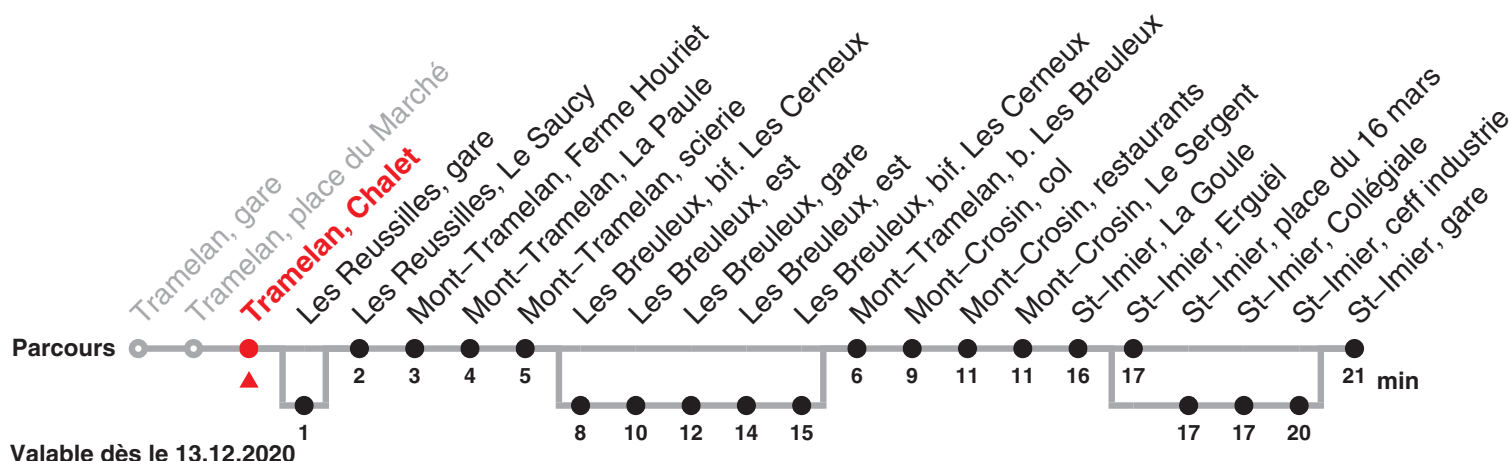 Tramelan, gare
Tramelan, place du Marché
Tramelan, Chalet
Les Reussilles, gare
Les Reussilles, Le Saucy
Mont–Tramelan, Ferme Houriet
Mont–Tramelan, La Paule
Mont–Tramelan, scierie
Les Breuleux, bif. Les Cerneux
Les Breuleux, est
Les Breuleux, gare
Les Breuleux, est
Les Breuleux, bif. Les Cerneux
Mont–Tramelan, b. Les Breuleux
Mont–Crosin, col
Mont–Crosin, restaurants
Mont–Crosin, Le Sergent
St–Imier, La Goule
St–Imier, Erguël
St–Imier, place du 16 mars
St–Imier, Collégiale
St–Imier, ceff industrie
St–Imier, gare
Parcours
2 3 4 5 6 9 11 11 16 17 21 min
1 8 10 12 14 15 17 17 20
Valable dès le 13.12.2020